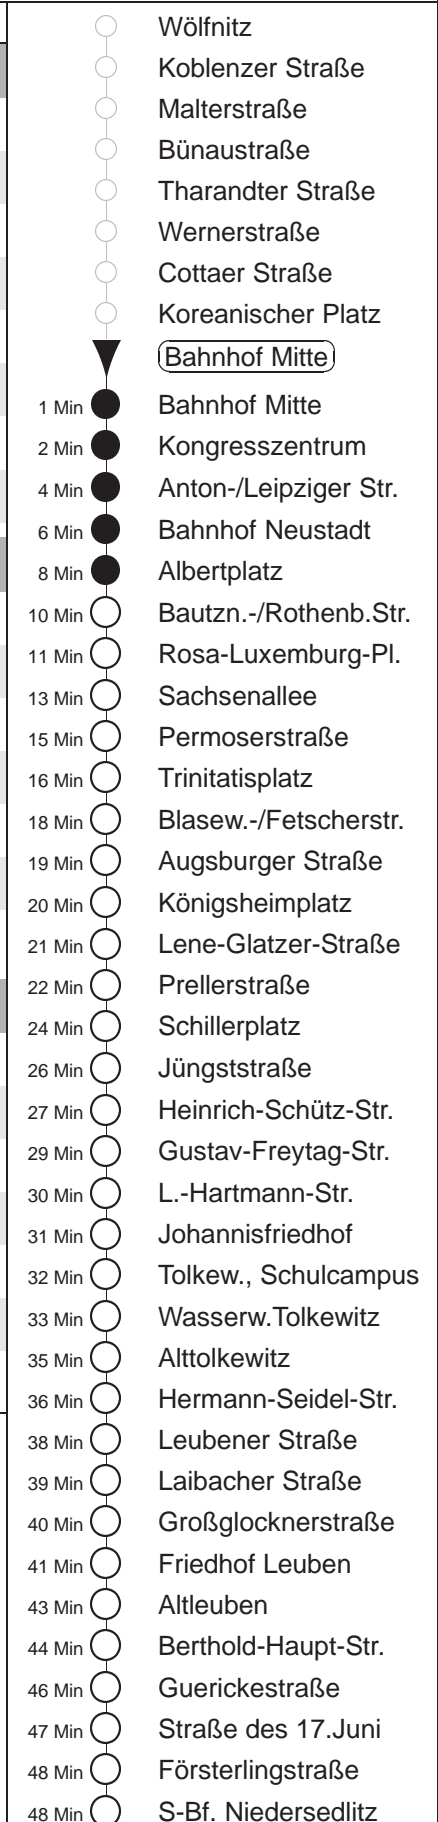 Wölfnitz
Koblenzer Straße
Malterstraße
Bünaustraße
Tharandter Straße
Wernerstraße
Cottaer Straße
Koreanischer Platz
Bahnhof Mitte
1 Min Bahnhof Mitte
2 Min Kongresszentrum
4 Min Anton-/Leipziger Str.
6 Min Bahnhof Neustadt
8 Min Albertplatz
10 Min Bautzn.-/Rothenb.Str.
11 Min Rosa-Luxemburg-Pl.
13 Min Sachsenallee
15 Min Permoserstraße
16 Min Trinitatisplatz
18 Min Blasew.-/Fetscherstr.
19 Min Augsburger Straße
20 Min Königsheimplatz
21 Min Lene-Glatzer-Straße
22 Min Prellerstraße
24 Min Schillerplatz
26 Min Jüngststraße
27 Min Heinrich-Schütz-Str.
29 Min Gustav-Freytag-Str.
30 Min L.-Hartmann-Str.
31 Min Johannisfriedhof
32 Min Tolkew., Schulcampus
33 Min Wasserw.Tolkewitz
35 Min Alttolkewitz
36 Min Hermann-Seidel-Str.
38 Min Leubener Straße
39 Min Laibacher Straße
40 Min Großglocknerstraße
41 Min Friedhof Leuben
43 Min Altleuben
44 Min Berthold-Haupt-Str.
46 Min Guerickestraße
47 Min Straße des 17.Juni
48 Min Försterlingstraße
48 Min S-Bf. Niedersedlitz